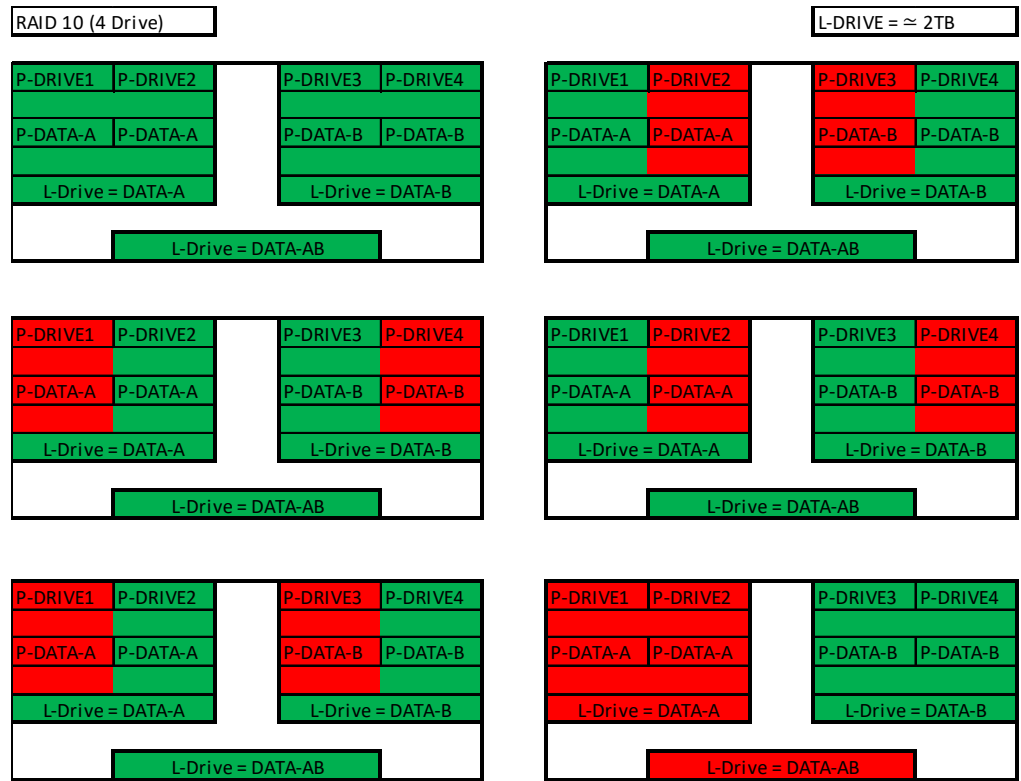 RAID 10 (4 Drive)
L-DRIVE = ≃ 2TB
P-DRIVE1 P-DRIVE2 P-DRIVE3 P-DRIVE4
P-DATA-A P-DATA-A P-DATA-B P-DATA-B
L-Drive = DATA-A L-Drive = DATA-B
L-Drive = DATA-AB
P-DRIVE1 P-DRIVE2 P-DRIVE3 P-DRIVE4
P-DATA-A P-DATA-A P-DATA-B P-DATA-B
L-Drive = DATA-A L-Drive = DATA-B
L-Drive = DATA-AB
P-DRIVE1 P-DRIVE2 P-DRIVE3 P-DRIVE4
P-DATA-A P-DATA-A P-DATA-B P-DATA-B
L-Drive = DATA-A L-Drive = DATA-B
L-Drive = DATA-AB
P-DRIVE1 P-DRIVE2 P-DRIVE3 P-DRIVE4
P-DATA-A P-DATA-A P-DATA-B P-DATA-B
L-Drive = DATA-A L-Drive = DATA-B
L-Drive = DATA-AB
P-DRIVE1 P-DRIVE2 P-DRIVE3 P-DRIVE4
P-DATA-A P-DATA-A P-DATA-B P-DATA-B
L-Drive = DATA-A L-Drive = DATA-B
L-Drive = DATA-AB
P-DRIVE1 P-DRIVE2 P-DRIVE3 P-DRIVE4
P-DATA-A P-DATA-A P-DATA-B P-DATA-B
L-Drive = DATA-A L-Drive = DATA-B
L-Drive = DATA-AB